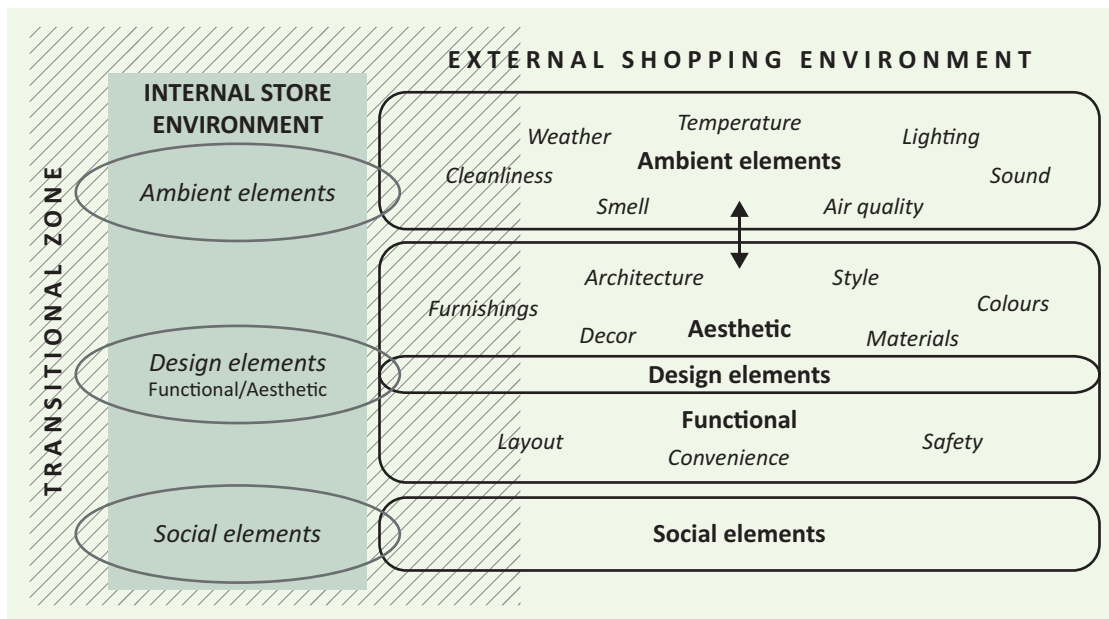 EXTERNAL SHOPPING ENVIRONMENT
TRANSITIONAL ZONE
INTERNAL STORE
ENVIRONMENT
Ambient elements
Design elements
Functional/Aesthetic
Social elements
Temperature
Weather
Lighting
Ambient elements
Cleanliness
Sound
Smell
Air quality
Architecture
Style
Furnishings
Colours
Decor
Aesthetic
Materials
Design elements
Functional
Layout
Safety
Convenience
Social elements